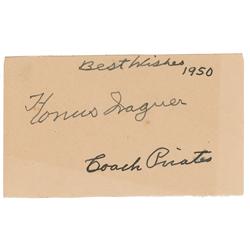 Best Wishes
1950
Honus Wagner
Coach Pirates